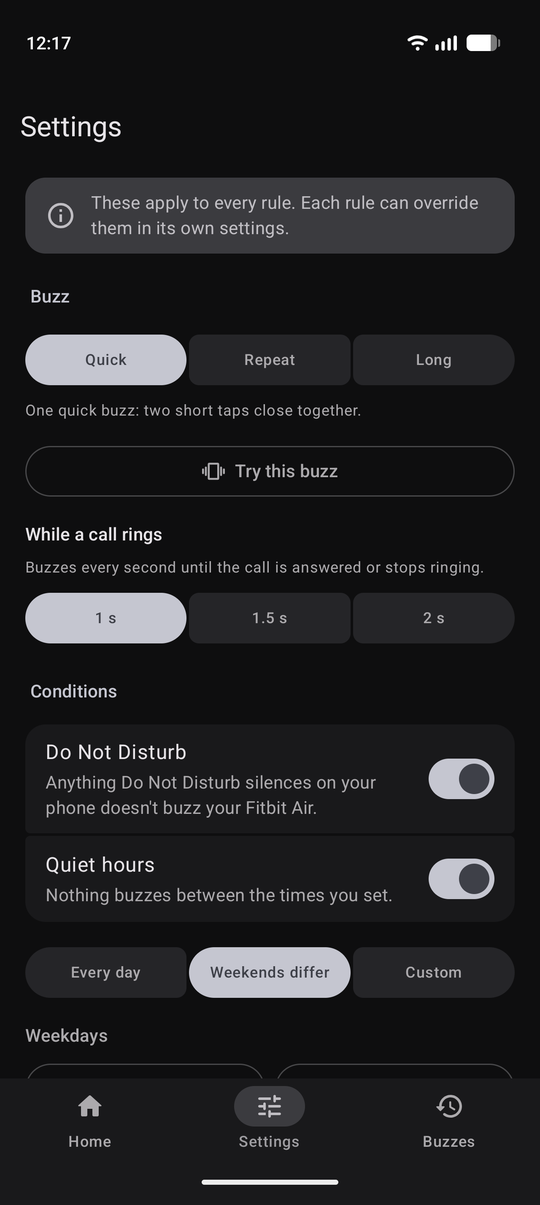 12:17
Settings
These apply to every rule. Each rule can override
them in its own settings.
Buzz
Quick
Repeat
Long
One quick buzz: two short taps close together.
Try this buzz
While a call rings
Buzzes every second until the call is answered or stops ringing.
1 s
1.5 s
2 s
Conditions
Do Not Disturb
Anything Do Not Disturb silences on your
phone doesn't buzz your Fitbit Air.
Quiet hours
Nothing buzzes between the times you set.
Every day
Weekends differ
Custom
Weekdays
Home
Settings
Buzzes